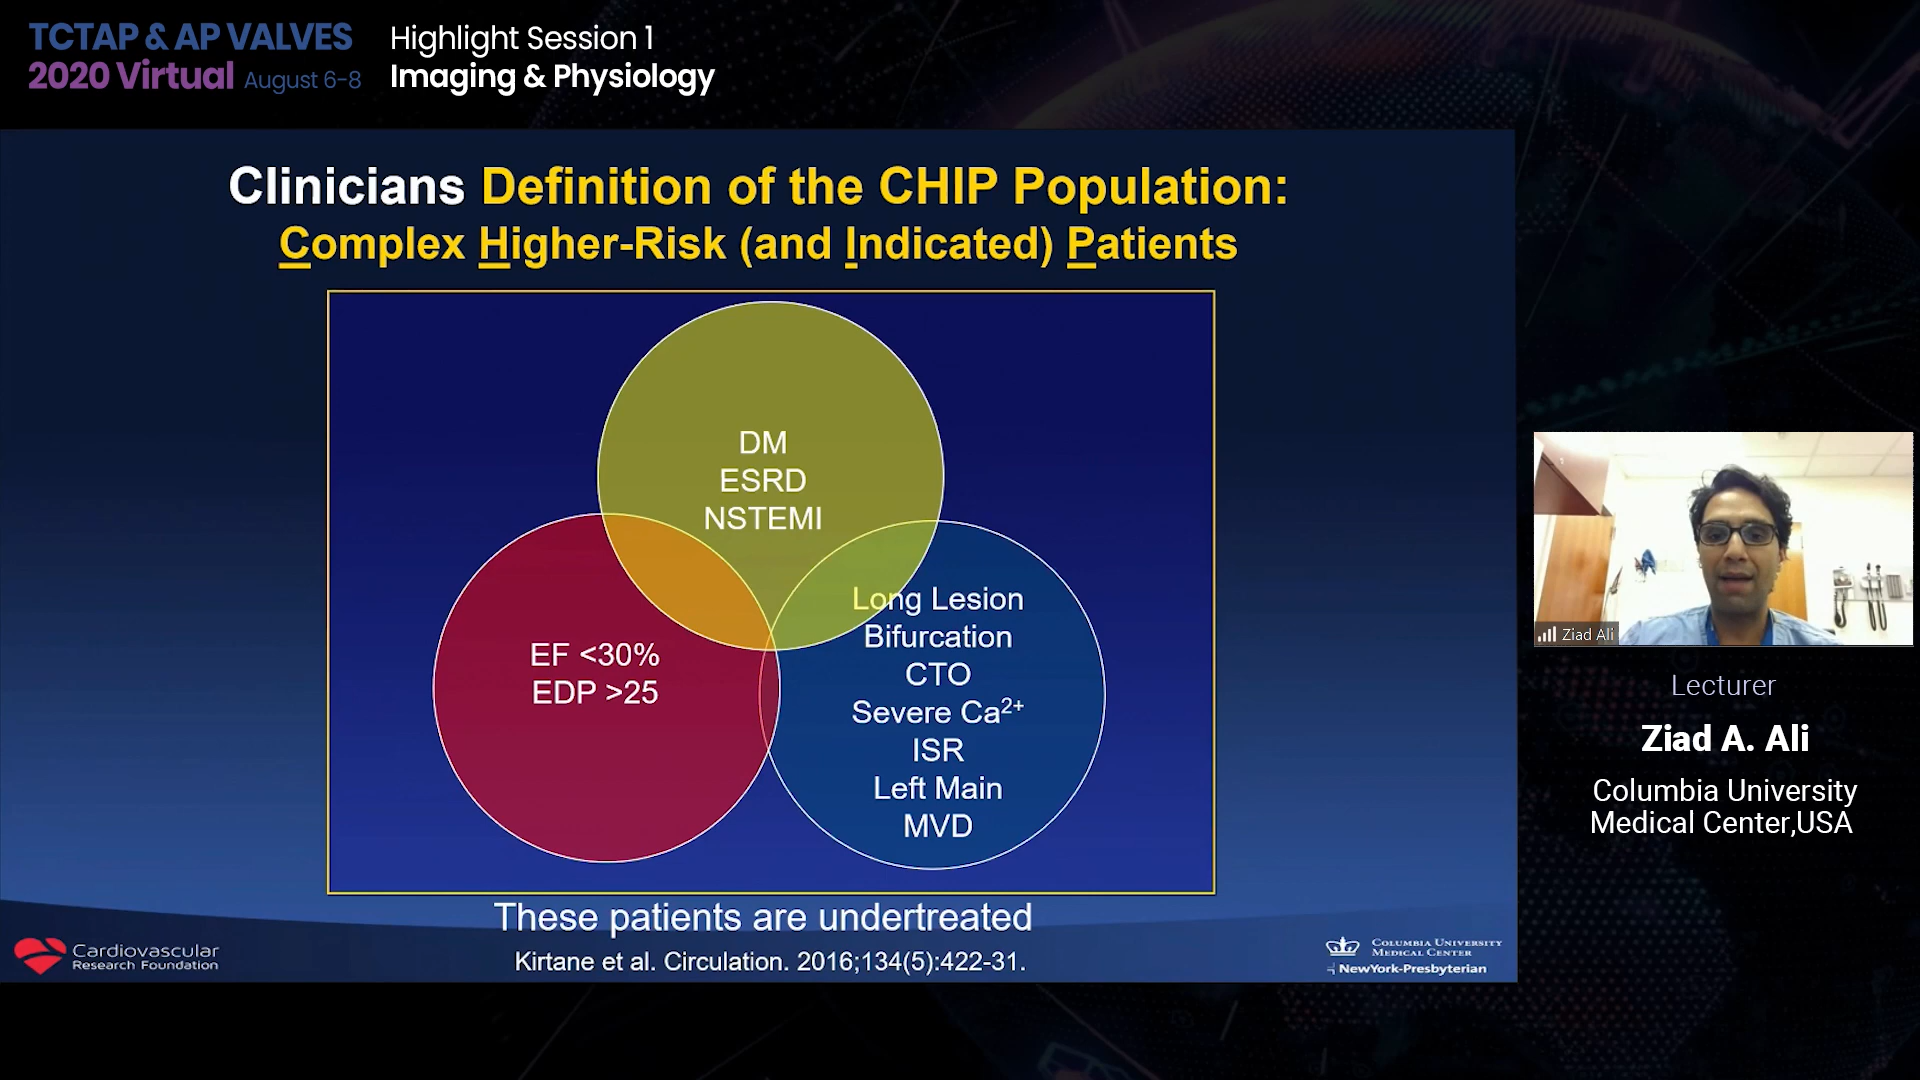 TCTAP & AP VALVES
2020 Virtual August 6-8
Highlight Session 1
Imaging & Physiology
Clinicians Definition of the CHIP Population:
Complex Higher-Risk (and Indicated) Patients
DM
ESRD
NSTEMI
EF <30%
EDP >25
Long Lesion
Bifurcation
CTO
Severe Ca²⁺
ISR
Left Main
MVD
These patients are undertreated
Kirtane et al. Circulation. 2016;134(5):422-31.
Cardiovascular
Research Foundation
COLUMBIA UNIVERSITY
MEDICAL CENTER
NewYork-Presbyterian
Ziad Ali
Lecturer
Ziad A. Ali
Columbia University
Medical Center,USA